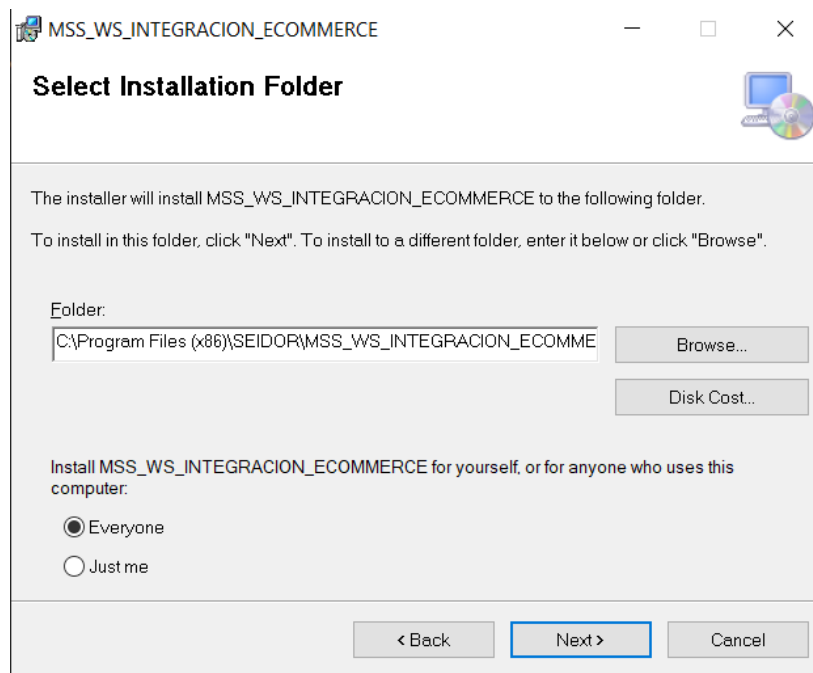 MSS_WS_INTEGRACION_ECOMMERCE
Select Installation Folder
The installer will install MSS_WS_INTEGRACION_ECOMMERCE to the following folder.
To install in this folder, click "Next". To install to a different folder, enter it below or click "Browse".
Folder:
C:\Program Files (x86)\SEIDOR\MSS_WS_INTEGRACION_ECOMME
Browse...
Disk Cost...
Install MSS_WS_INTEGRACION_ECOMMERCE for yourself, or for anyone who uses this
computer:
Everyone
Just me
< Back
Next >
Cancel